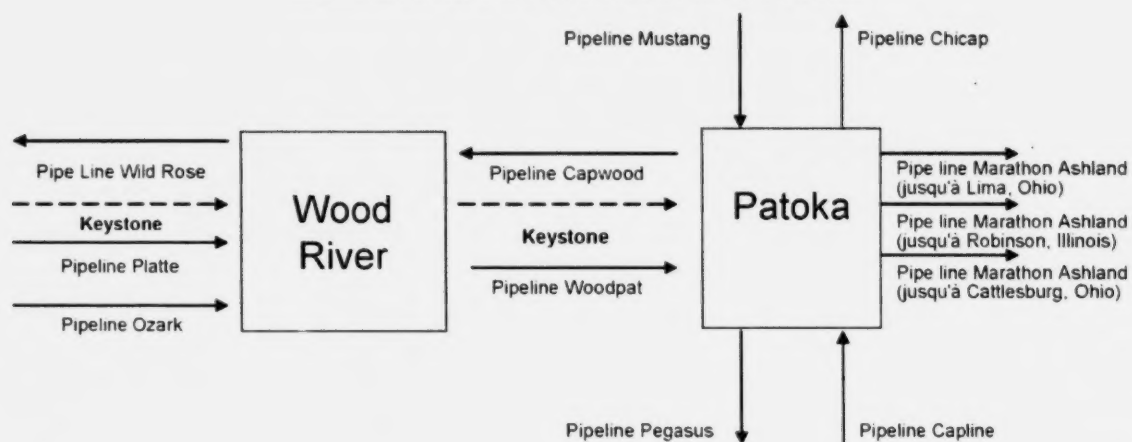 Pipeline Mustang
Pipeline Chicap
Pipe Line Wild Rose
Keystone
Pipeline Platte
Pipeline Ozark
Wood
River
Pipeline Capwood
Keystone
Pipeline Woodpat
Patoka
Pipe line Marathon Ashland
(jusqu'à Lima, Ohio)
Pipe line Marathon Ashland
(jusqu'à Robinson, Illinois)
Pipe line Marathon Ashland
(jusqu'à Cattlesburg, Ohio)
Pipeline Pegasus
Pipeline Capline